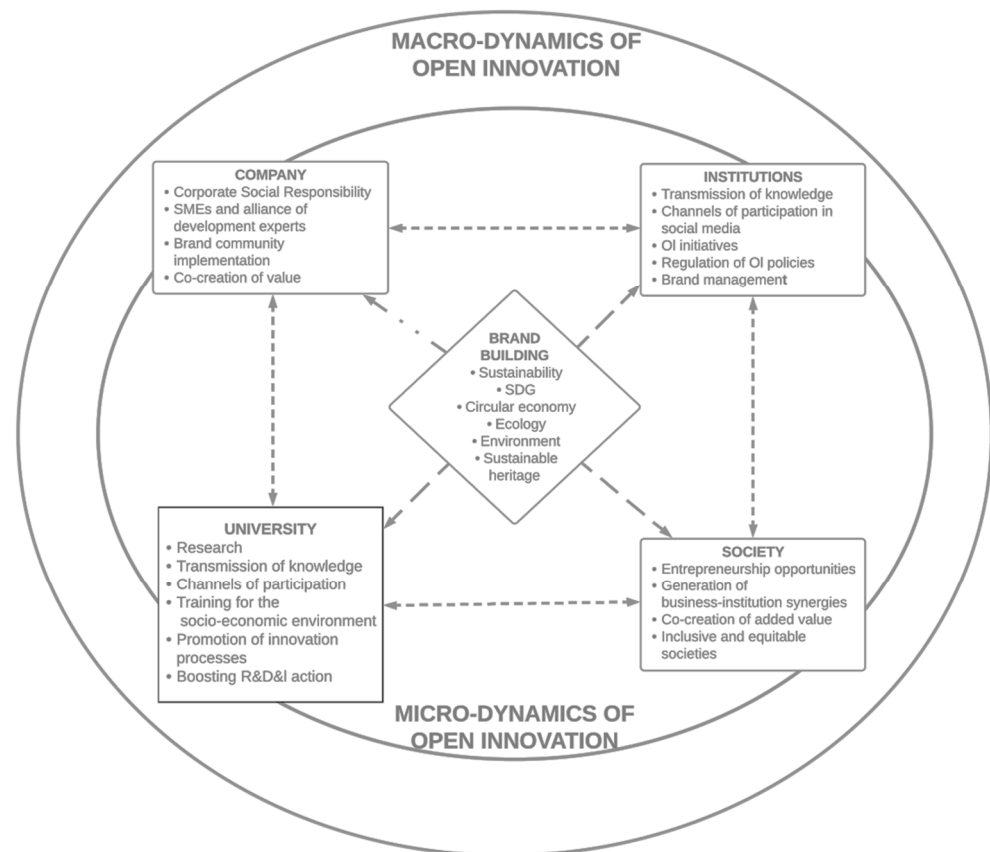 MACRO-DYNAMICS OF
OPEN INNOVATION
COMPANY
• Corporate Social Responsibility
• SMEs and alliance of
development experts
• Brand community
implementation
• Co-creation of value
INSTITUTIONS
• Transmission of knowledge
• Channels of participation in
social media
• OI initiatives
• Regulation of OI policies
• Brand management
BRAND
BUILDING
• Sustainability
• SDG
• Circular economy
• Ecology
• Environment
• Sustainable
heritage
UNIVERSITY
• Research
• Transmission of knowledge
• Channels of participation
• Training for the
socio-economic environment
• Promotion of innovation
processes
• Boosting R&D&I action
SOCIETY
• Entrepreneurship opportunities
• Generation of
business-institution synergies
• Co-creation of added value
• Inclusive and equitable
societies
MICRO-DYNAMICS OF
OPEN INNOVATION